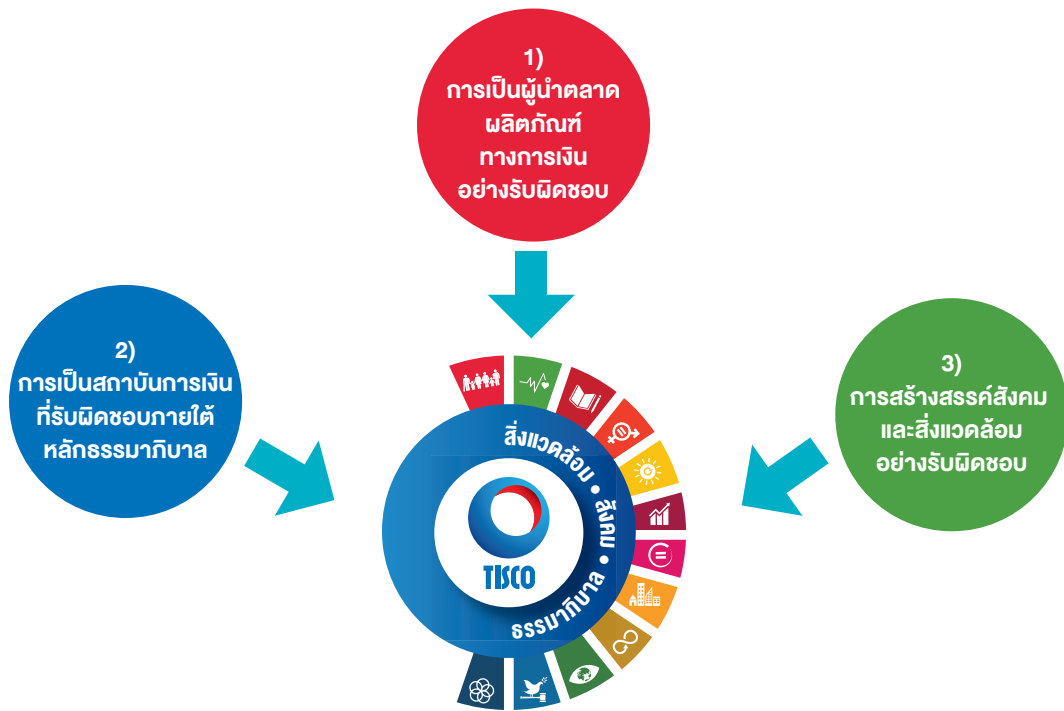 1)
การเป็นผู้นำตลาด
ผลิตภัณฑ์
ทางการเงิน
อย่างรับผิดชอบ
2)
การเป็นสถาบันการเงิน
ที่รับผิดชอบภายใต้
หลักธรรมาภิบาล
3)
การสร้างสรรค์สังคม
และสิ่งแวดล้อม
อย่างรับผิดชอบ
สิ่งแวดล้อม • สังคม • ธรรมาภิบาล
TISCO